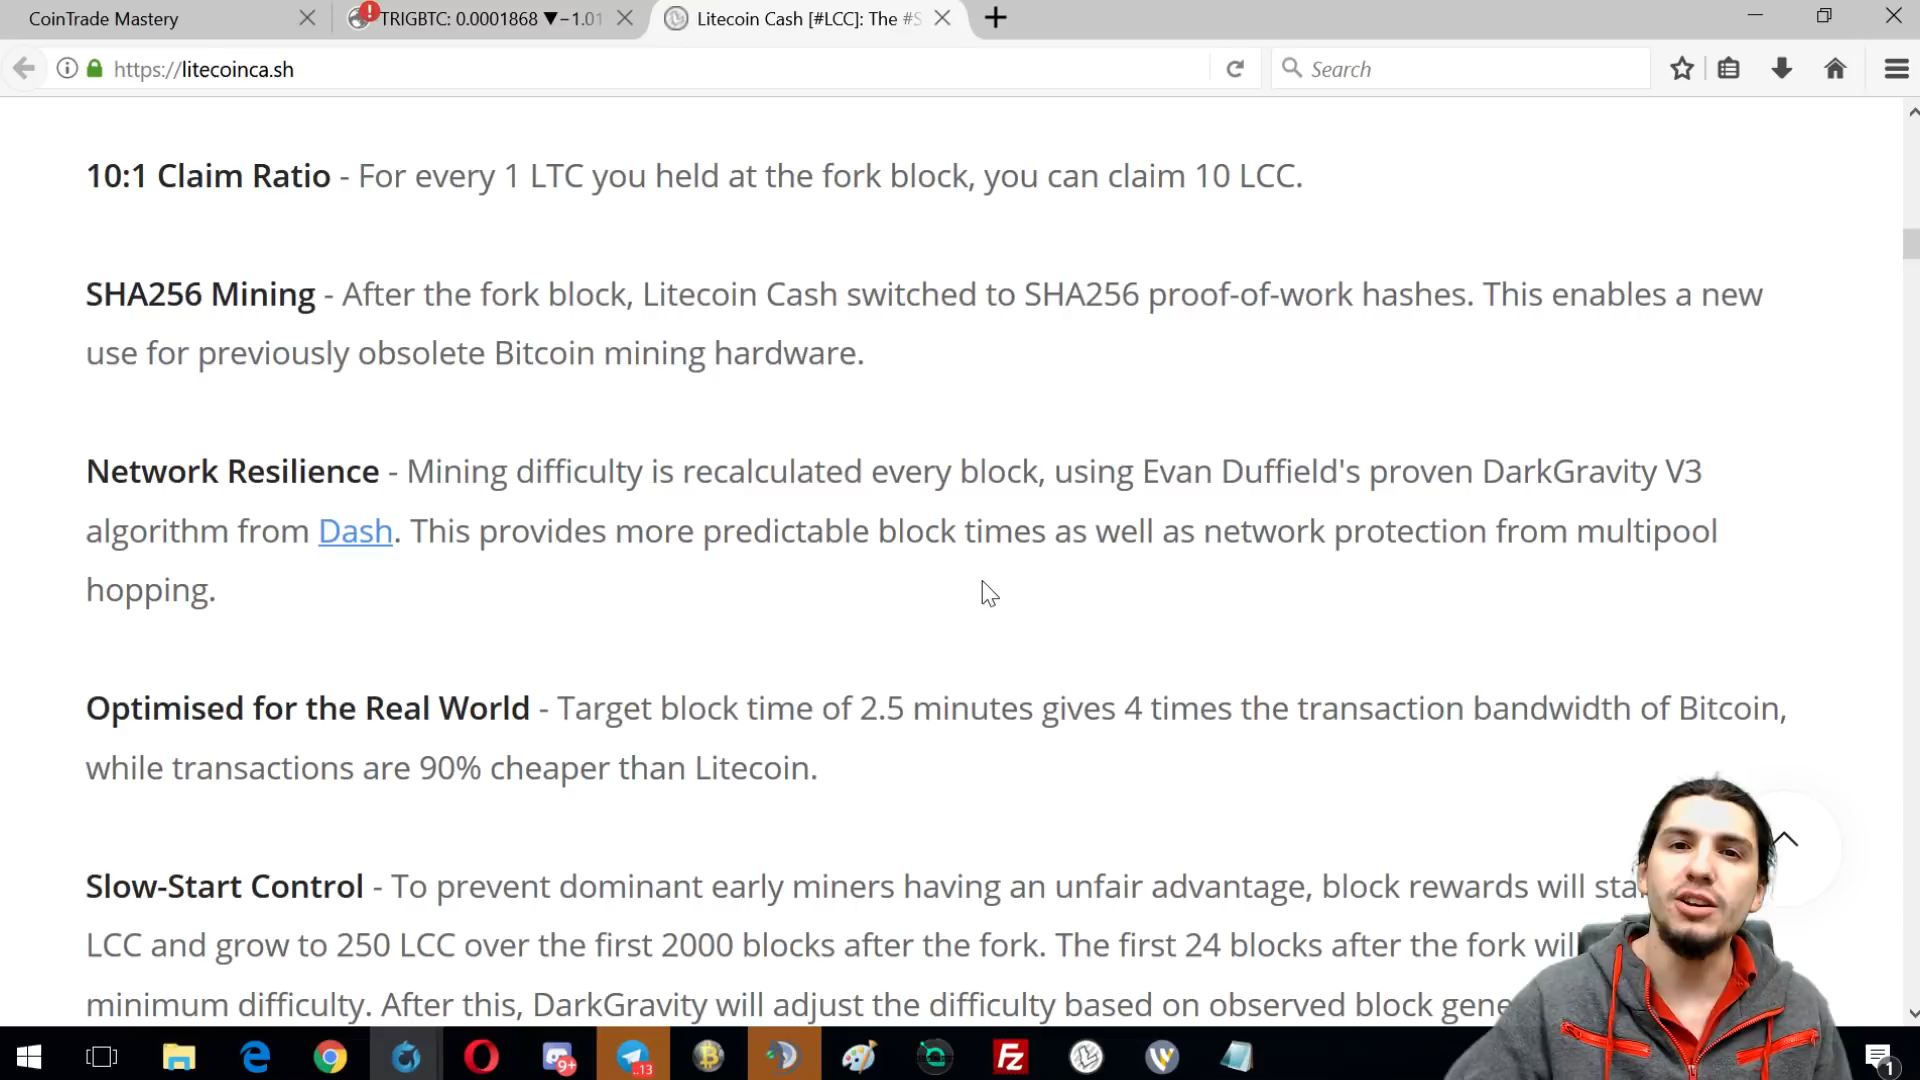 CoinTrade Mastery
TRIGBTC: 0.0001868 ▼−1.01
Litecoin Cash [#LCC]: The #S
https://litecoinca.sh
Search
10:1 Claim Ratio - For every 1 LTC you held at the fork block, you can claim 10 LCC.
SHA256 Mining - After the fork block, Litecoin Cash switched to SHA256 proof-of-work hashes. This enables a new
use for previously obsolete Bitcoin mining hardware.
Network Resilience - Mining difficulty is recalculated every block, using Evan Duffield's proven DarkGravity V3
algorithm from Dash. This provides more predictable block times as well as network protection from multipool
hopping.
Optimised for the Real World - Target block time of 2.5 minutes gives 4 times the transaction bandwidth of Bitcoin,
while transactions are 90% cheaper than Litecoin.
Slow-Start Control - To prevent dominant early miners having an unfair advantage, block rewards will
LCC and grow to 250 LCC over the first 2000 blocks after the fork. The first 24 blocks after the fork
minimum difficulty. After this, DarkGravity will adjust the difficulty based on observed block
9+
..13
Fz
1